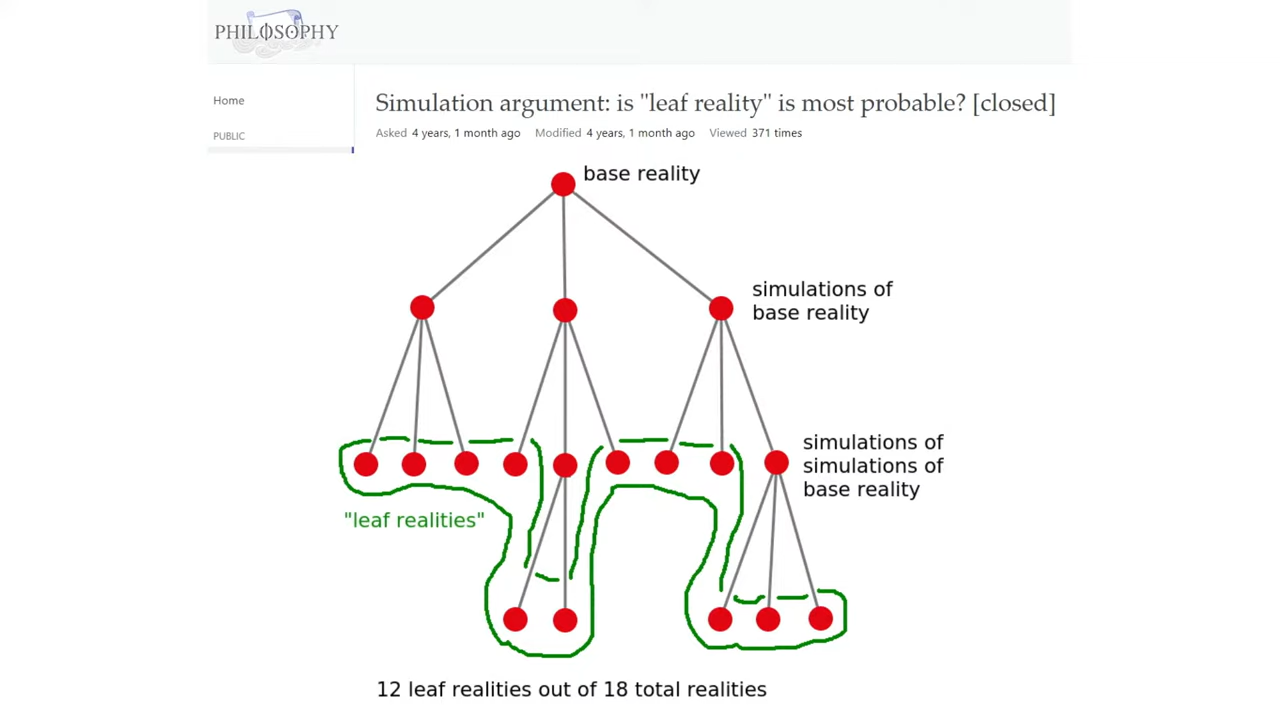 PHILOSOPHY
Home
PUBLIC
Simulation argument: is "leaf reality" is most probable? [closed]
Asked 4 years, 1 month ago Modified 4 years, 1 month ago Viewed 371 times
base reality
simulations of
base reality
simulations of
simulations of
base reality
"leaf realities"
12 leaf realities out of 18 total realities